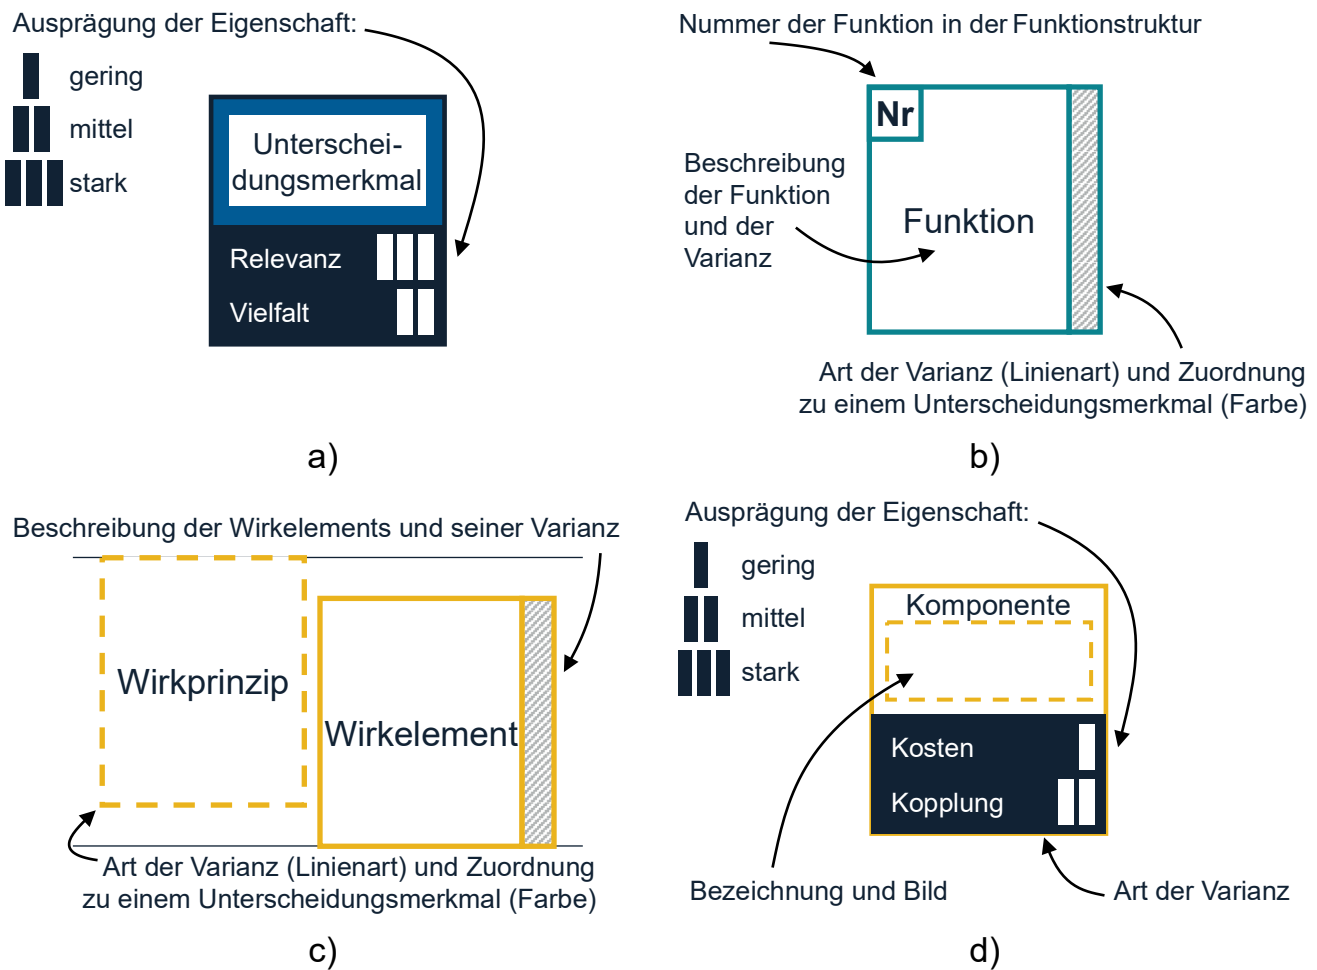 Ausprägung der Eigenschaft:
gering
mittel
stark
Unterschei-
dungsmerkmal
Relevanz
Vielfalt
a)
Nummer der Funktion in der Funktionstruktur
Nr
Beschreibung
der Funktion
und der
Varianz
Funktion
Art der Varianz (Linienart) und Zuordnung
zu einem Unterscheidungsmerkmal (Farbe)
b)
Beschreibung der Wirkelements und seiner Varianz
Wirkprinzip
Wirkelement
Art der Varianz (Linienart) und Zuordnung
zu einem Unterscheidungsmerkmal (Farbe)
c)
Ausprägung der Eigenschaft:
gering
mittel
stark
Komponente
Kosten
Kopplung
Bezeichnung und Bild
Art der Varianz
d)